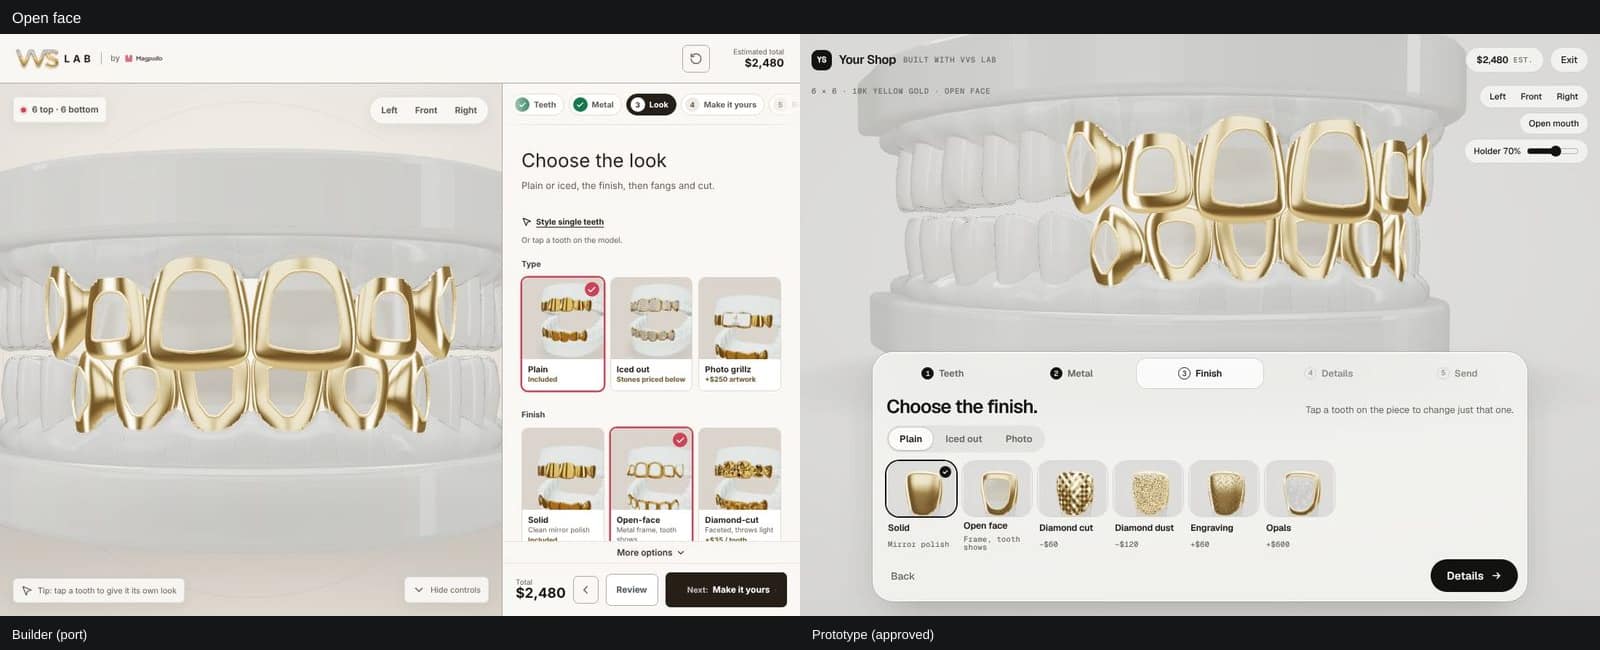 Open face
VVS LAB | by Magpudo
Estimated total
$2,480
6 top · 6 bottom
Left Front Right
Teeth
Metal
3 Look
4 Make it yours
5
Choose the look
Plain or iced, the finish, then fangs and cut.
Style single teeth
Or tap a tooth on the model.
Type
Plain
Included
Iced out
Stones priced below
Photo grillz
+$250 artwork
Finish
Solid
Clean mirror polish
Included
Open-face
Metal frame, tooth shows
Diamond-cut
Faceted, throws light
+$35 / tooth
More options
Tip: tap a tooth to give it its own look
Hide controls
Total
$2,480
Review
Next: Make it yours
Builder (port)
YS Your Shop BUILT WITH VVS LAB
$2,480 EST.
Exit
6 × 6 · 10K YELLOW GOLD · OPEN FACE
Left Front Right
Open mouth
Holder 70%
1 Teeth
2 Metal
3 Finish
4 Details
5 Send
Choose the finish.
Tap a tooth on the piece to change just that one.
Plain Iced out Photo
Solid
Mirror polish
Open face
Frame, tooth
shows
Diamond cut
-$60
Diamond dust
-$120
Engraving
+$60
Opals
+$600
Back
Details →
Prototype (approved)